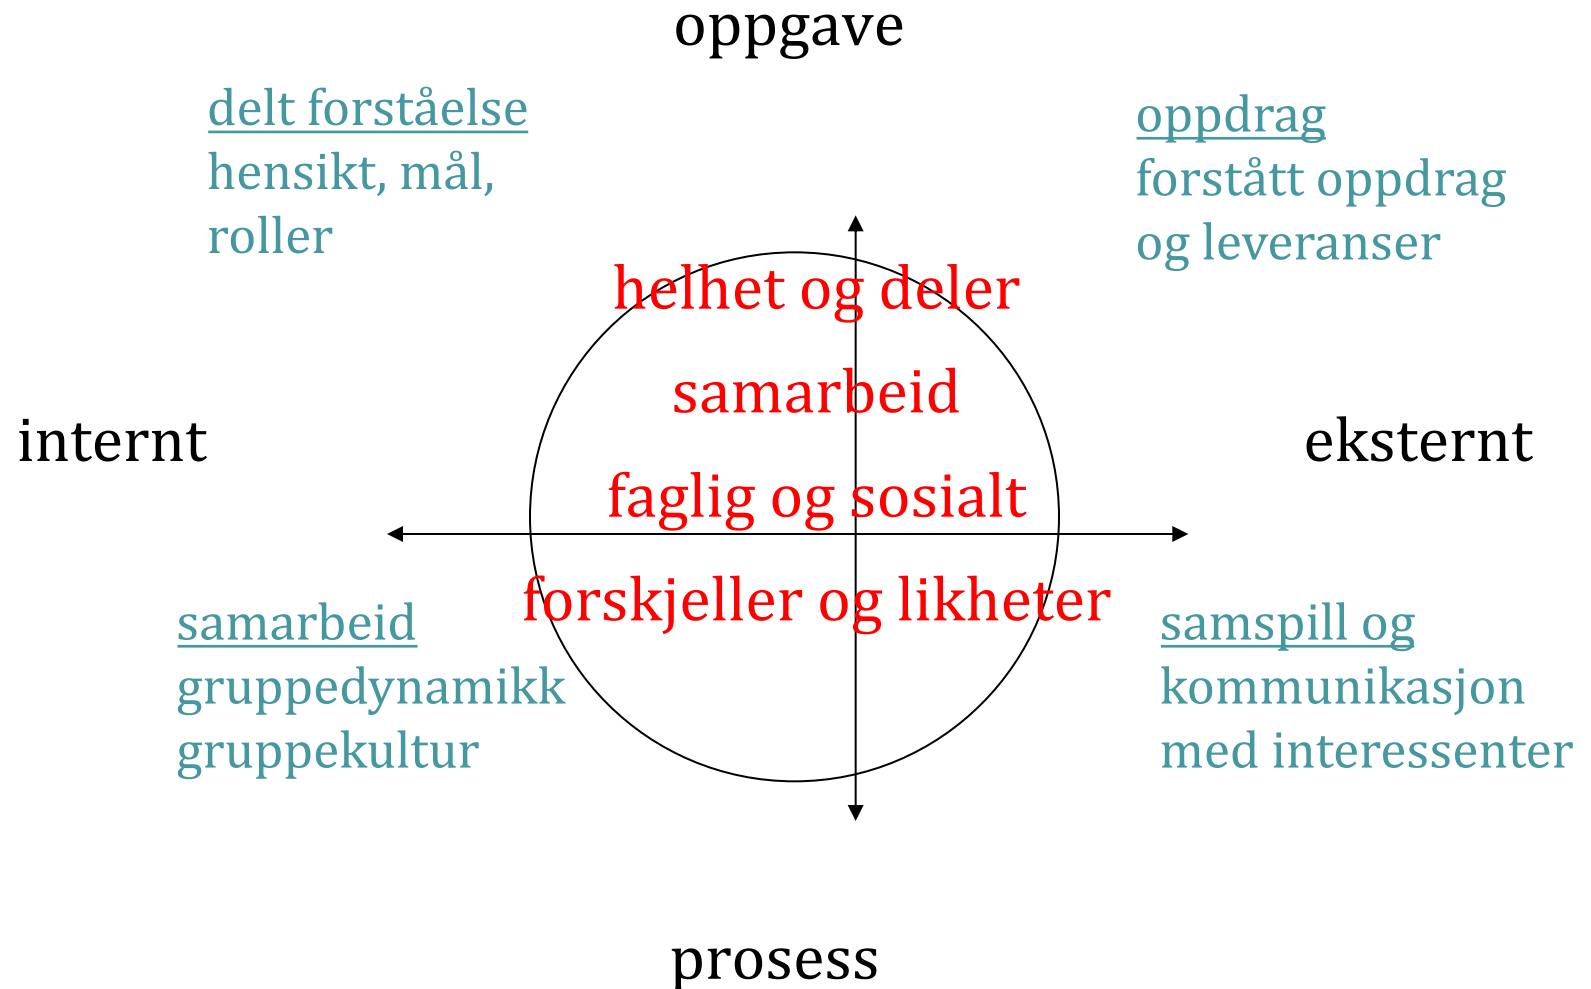 oppgave
delt forståelse
hensikt, mål,
roller
oppdrag
forstått oppdrag
og leveranser
helhet og deler
samarbeid
faglig og sosialt
forskjeller og likheter
internt
eksternt
samarbeid
gruppedynamikk
gruppekultur
samspill og
kommunikasjon
med interessenter
prosess